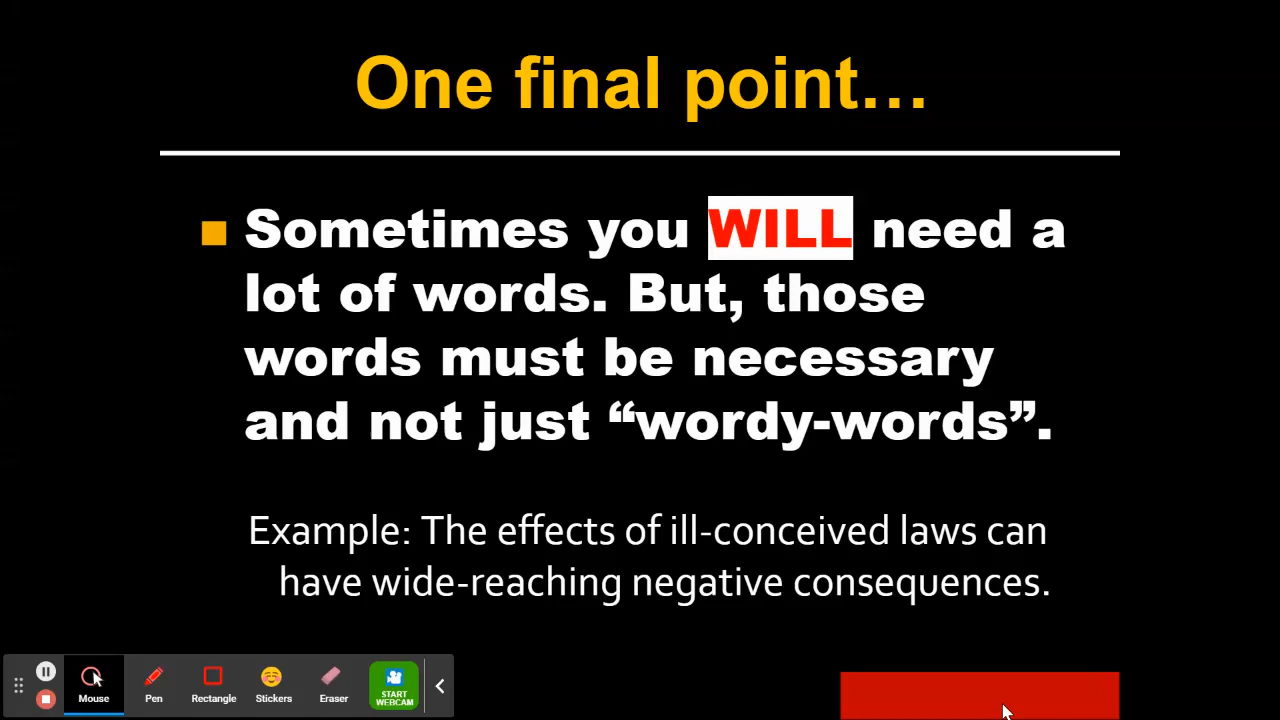 One final point…
Sometimes you WILL need a
lot of words. But, those
words must be necessary
and not just “wordy-words”.
Example: The effects of ill-conceived laws can
have wide-reaching negative consequences.
Mouse
Pen
Rectangle
Stickers
Eraser
START
WEBCAM